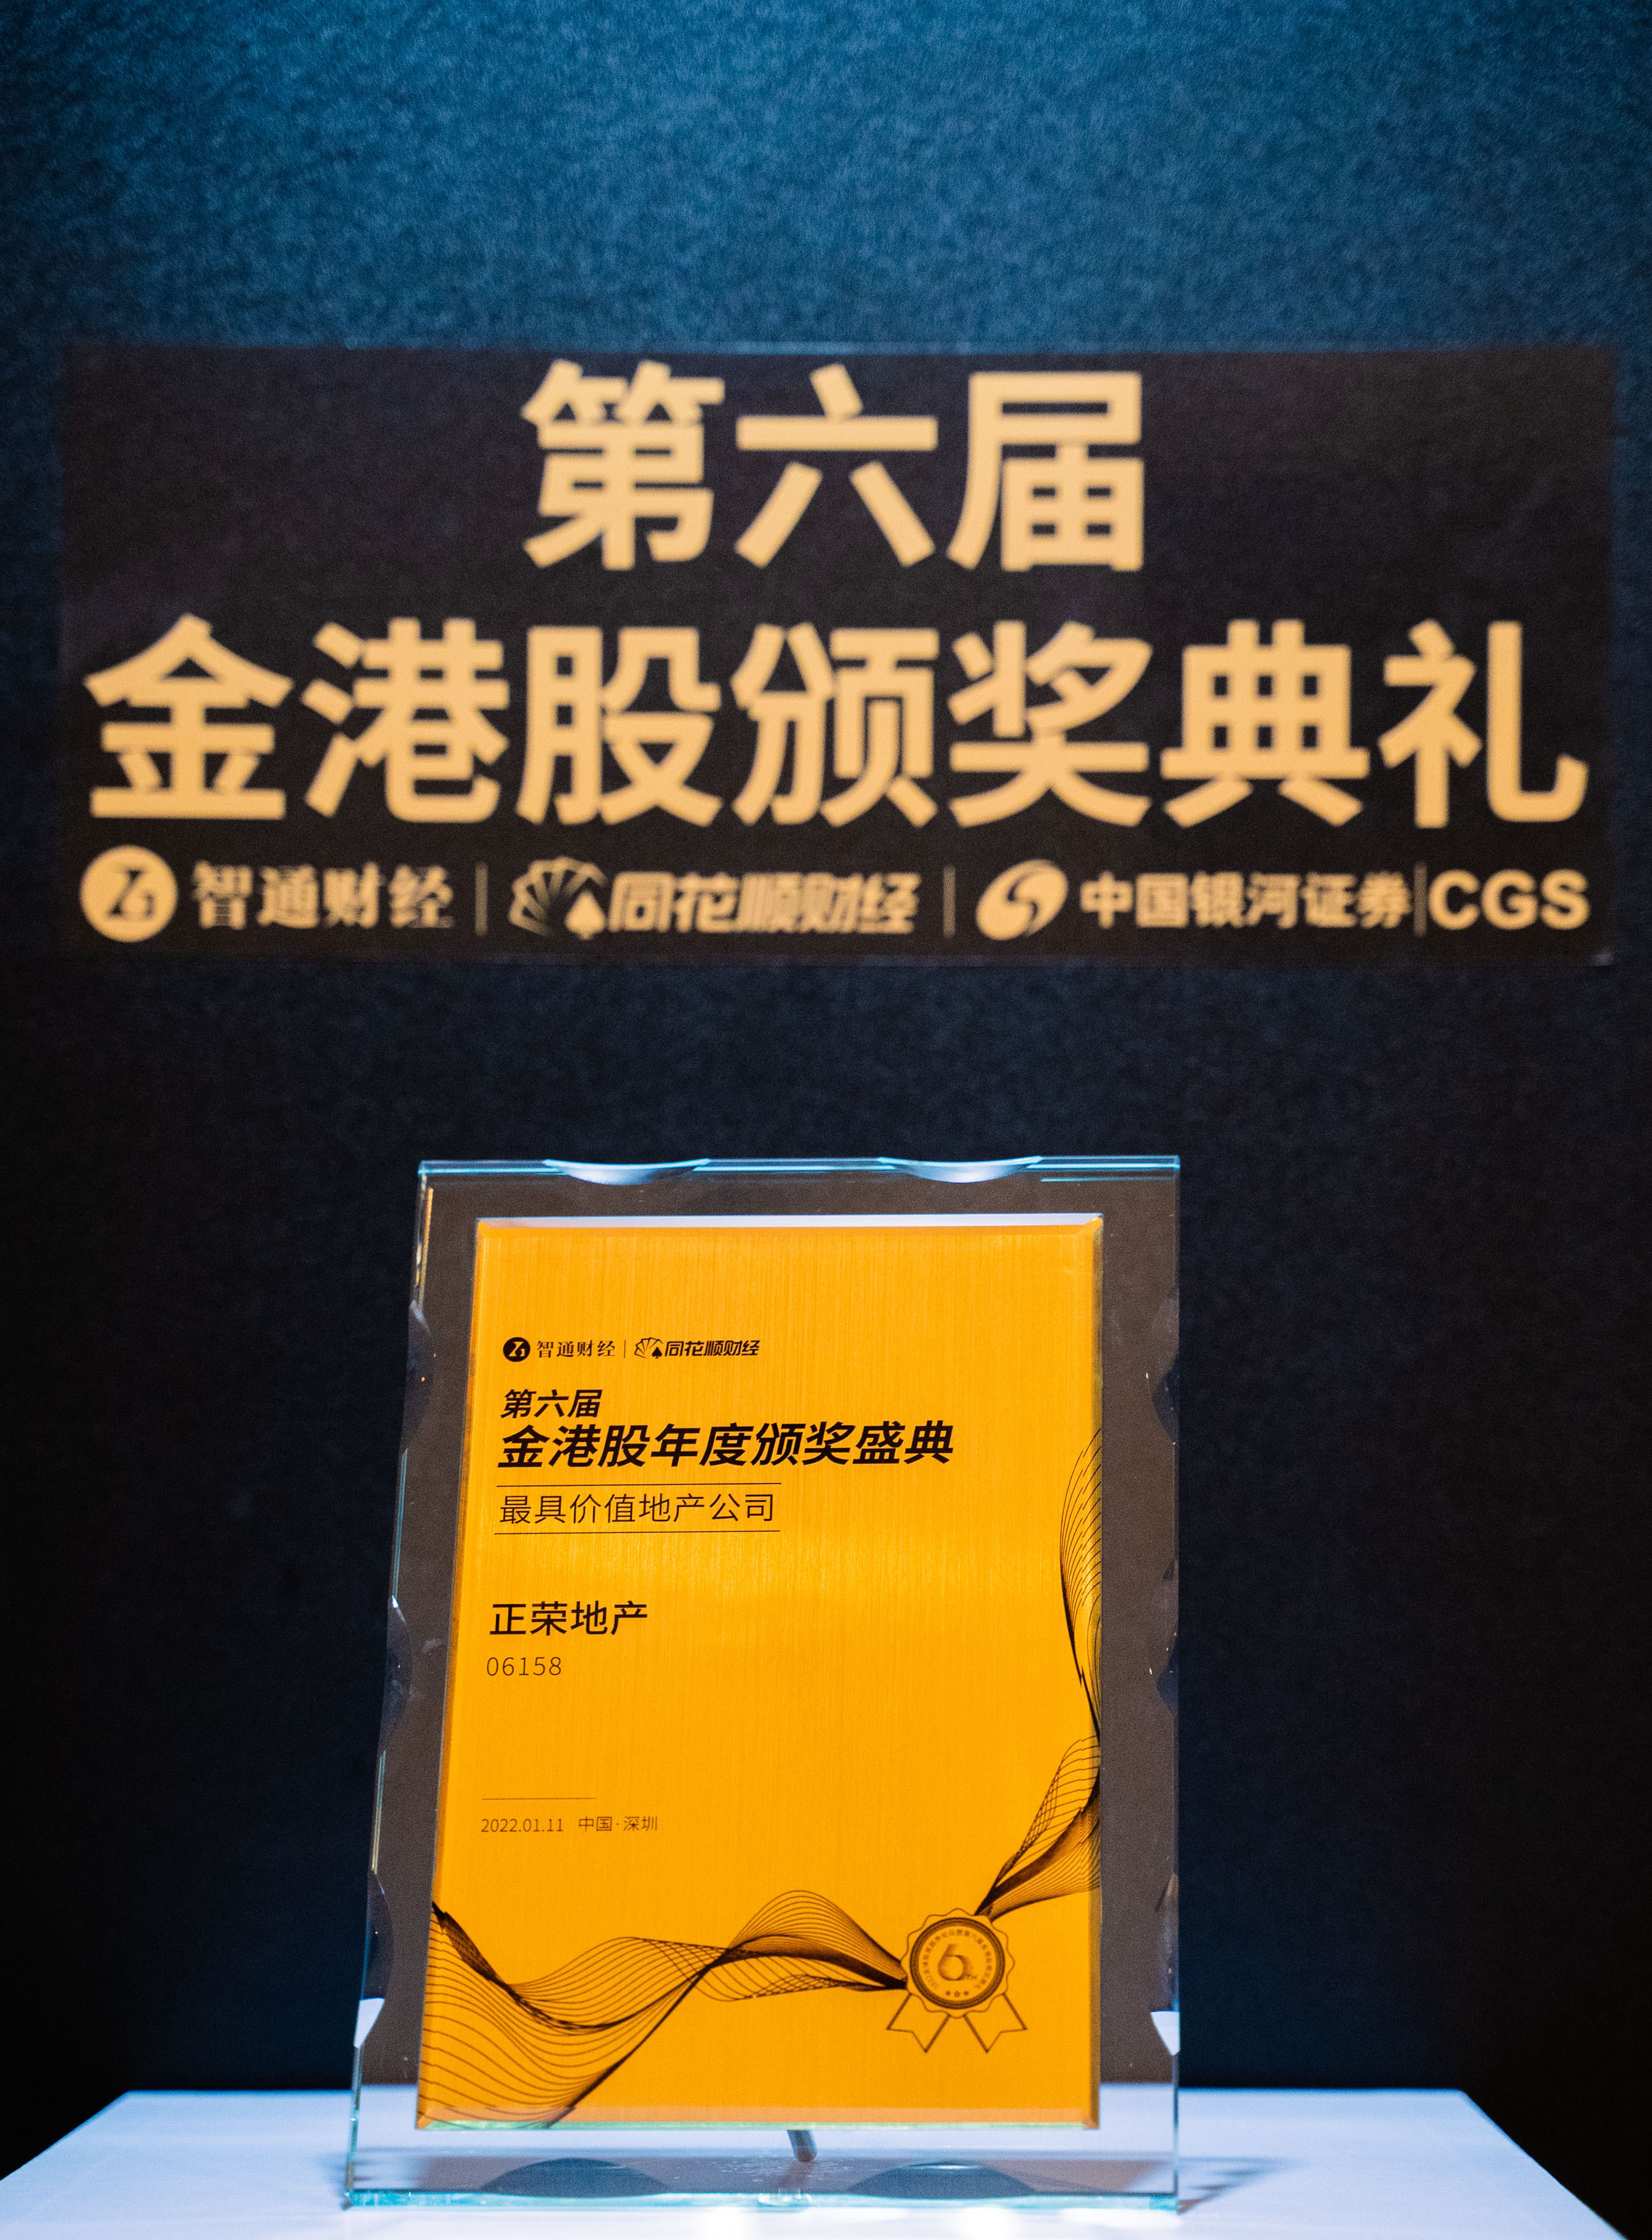 第六届
金港股颁奖典礼
智通财经 | 同花顺财经 | 中国银河证券 | CGS
智通财经 | 同花顺财经
第六届
金港股年度颁奖盛典
最具价值地产公司
正荣地产
06158
2022.01.11 中国·深圳
6TH